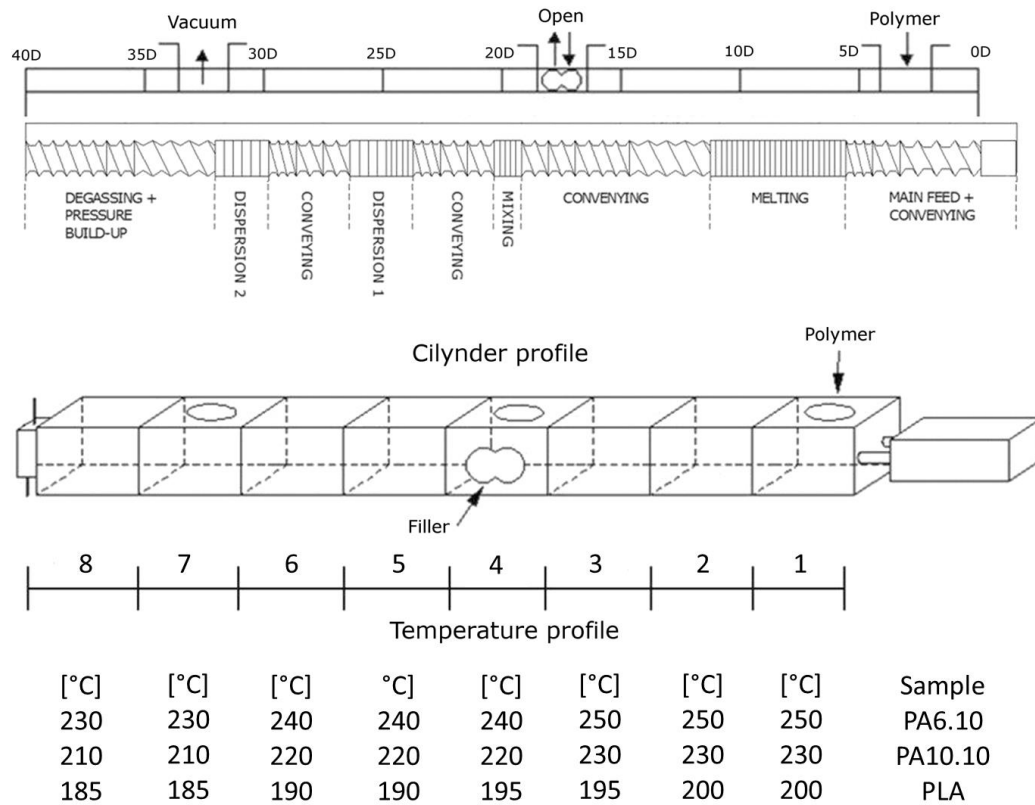 Vacuum Open Polymer
40D 35D 30D 25D 20D 15D 10D 5D 0D
DEGASSING +
PRESSURE
BUILD-UP
DISPERSION 2
CONVEYING
DISPERSION 1
CONVEYING
MIXING
CONVENYING
MELTING
MAIN FEED +
CONVENYING
Polymer
Cilynder profile
Filler
8 7 6 5 4 3 2 1
Temperature profile
[°C] [°C] [°C] °C] [°C] [°C] [°C] [°C] Sample
230 230 240 240 240 250 250 250 PA6.10
210 210 220 220 220 230 230 230 PA10.10
185 185 190 190 195 195 200 200 PLA